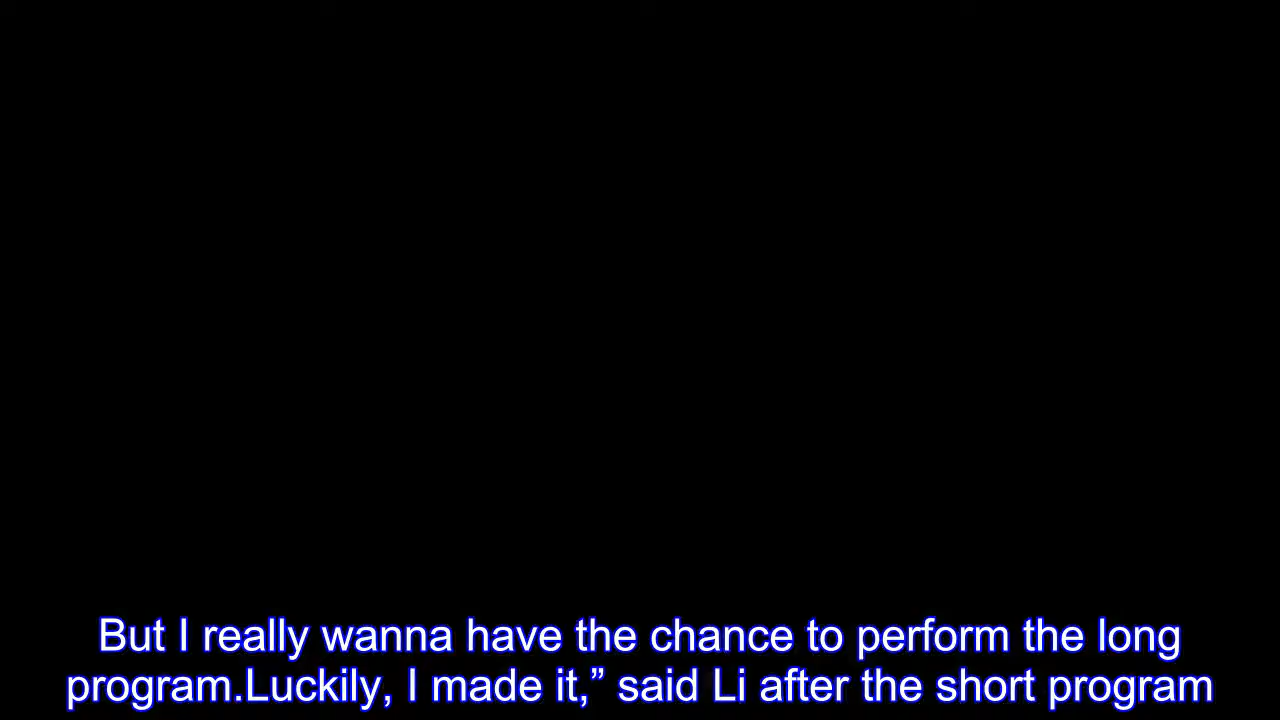 But I really wanna have the chance to perform the long
program.Luckily, I made it,” said Li after the short program